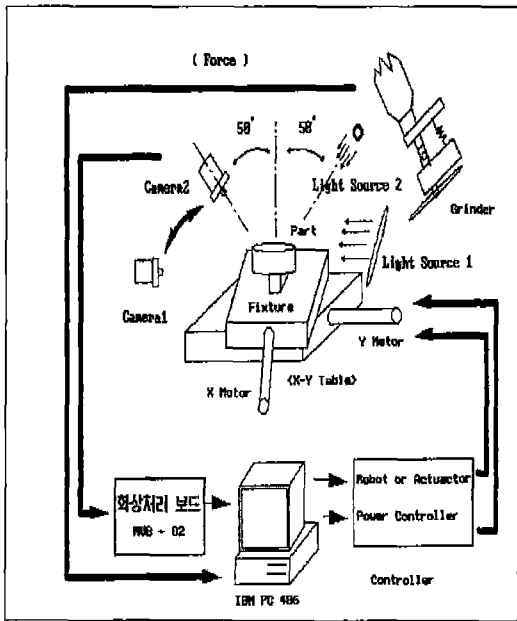 ( Force )
50°
50°
Camera2
Light Source 2
Grinder
Part
Light Source 1
Camera1
Fixture
Y Motor
X Motor
<X-Y Table>
화상처리 보드
MVB - 02
Robot or Actuactor
Power Controller
Controller
IBM PC 486